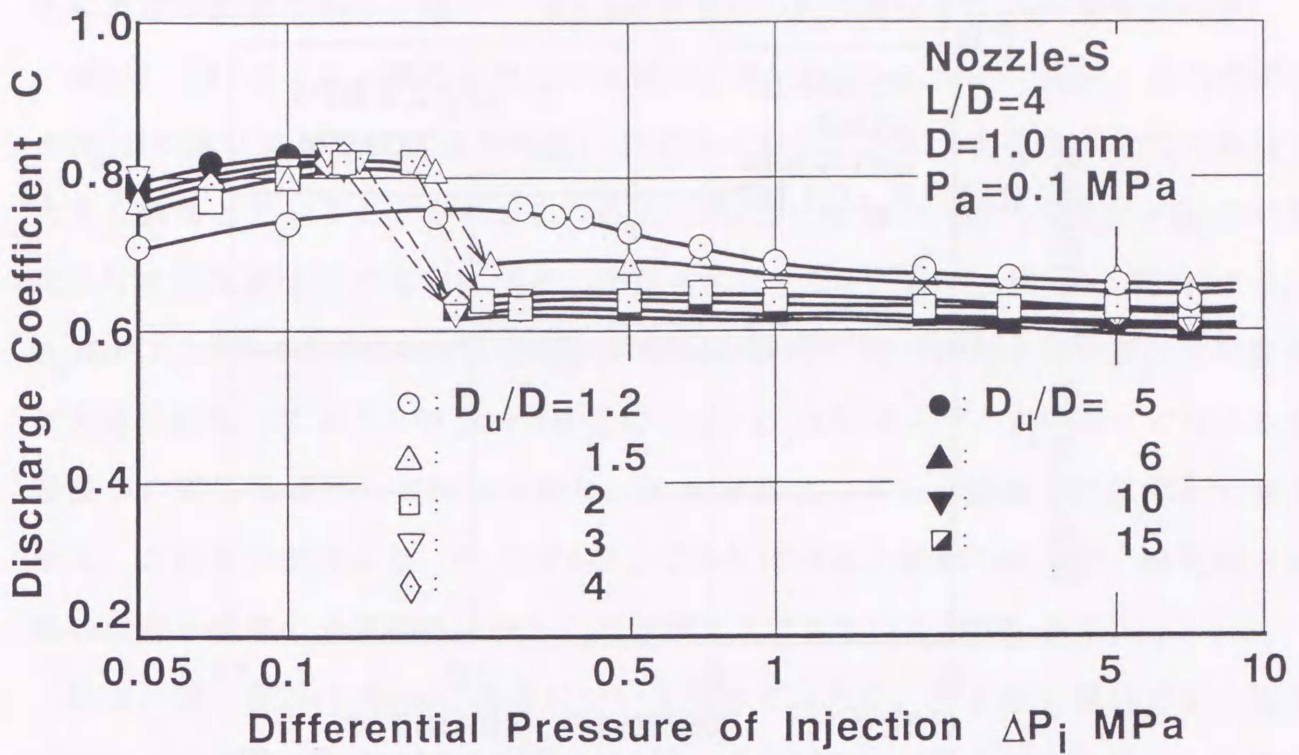 1.0
0.8
0.6
0.4
0.2
Discharge Coefficient C
Nozzle-S
L/D=4
D=1.0 mm
Pa=0.1 MPa
Du/D=1.2
1.5
2
3
4
Du/D= 5
6
10
15
0.05 0.1 0.5 1 5 10
Differential Pressure of Injection ΔPi MPa